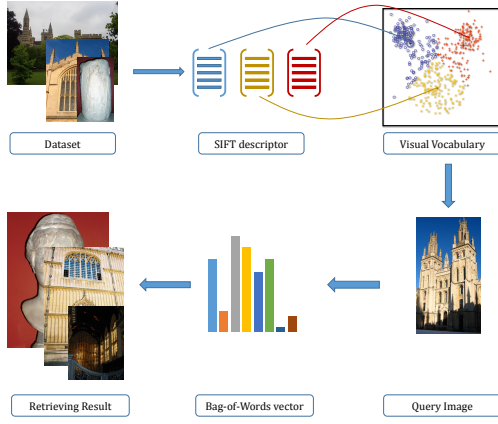 Dataset
SIFT descriptor
Visual Vocabulary
Retrieving Result
Bag-of-Words vector
Query Image